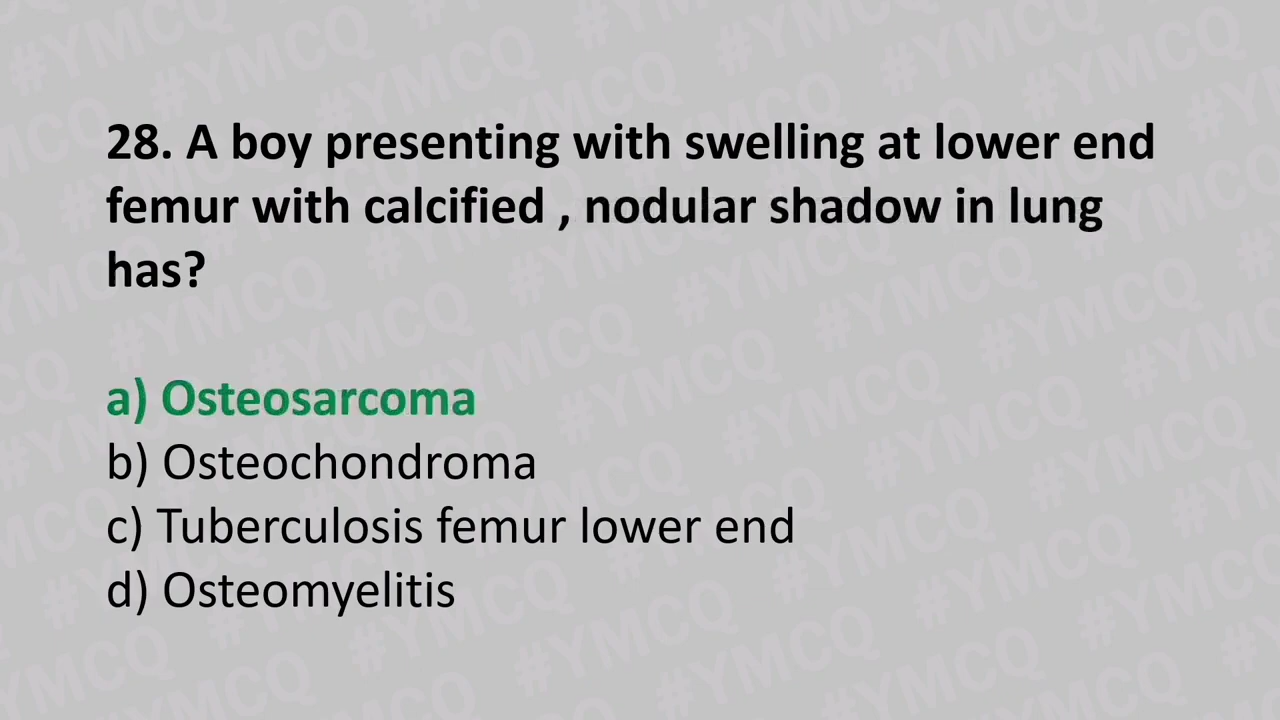 28. A boy presenting with swelling at lower end
femur with calcified , nodular shadow in lung
has?
a) Osteosarcoma
b) Osteochondroma
c) Tuberculosis femur lower end
d) Osteomyelitis
#YMCQ